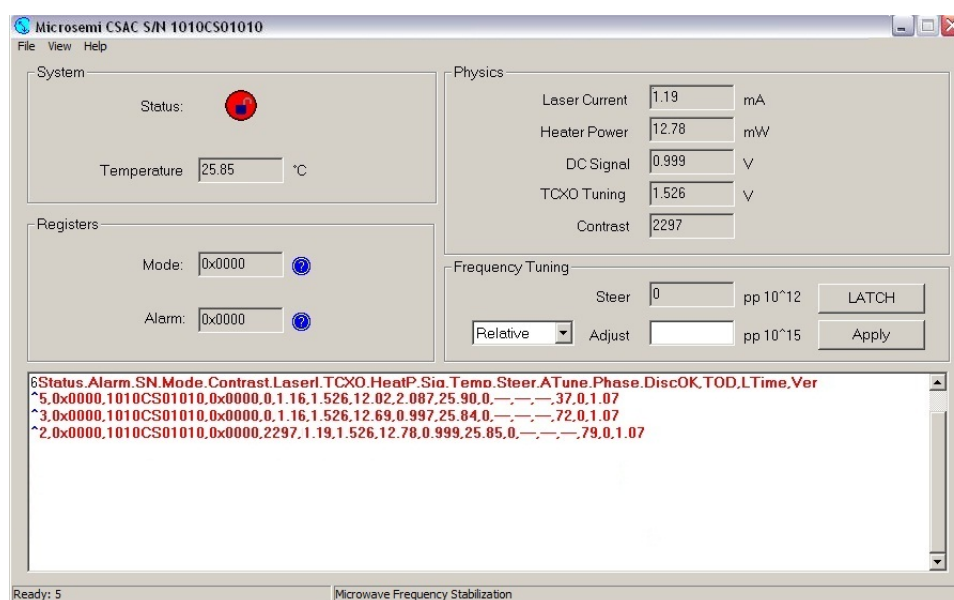 Microsemi CSAC S/N 1010CS01010
File View Help
System
Status:
Temperature 25.85 °C
Physics
Laser Current 1.19 mA
Heater Power 12.78 mW
DC Signal 0.999 V
TCXO Tuning 1.526 V
Contrast 2297
Registers
Mode: 0x0000 ?
Alarm: 0x0000 ?
Frequency Tuning
Steer 0 pp 10^12 LATCH
Relative Adjust pp 10^15 Apply
6Status,Alarm,SN,Mode,Contrast,LaserI,TCXO,HeatP,Sig,Temp,Steer,ATune,Phase,DiscOK,TOD,LTime,Ver
^5,0x0000,1010CS01010,0x0000,0,1.16,1.526,12.02,2.087,25.90,0,—,—,—,37,0,1.07
^3,0x0000,1010CS01010,0x0000,0,1.16,1.526,12.69,0.997,25.84,0,—,—,—,72,0,1.07
^2,0x0000,1010CS01010,0x0000,2297,1.19,1.526,12.78,0.999,25.85,0,—,—,—,79,0,1.07
Ready: 5 Microwave Frequency Stabilization